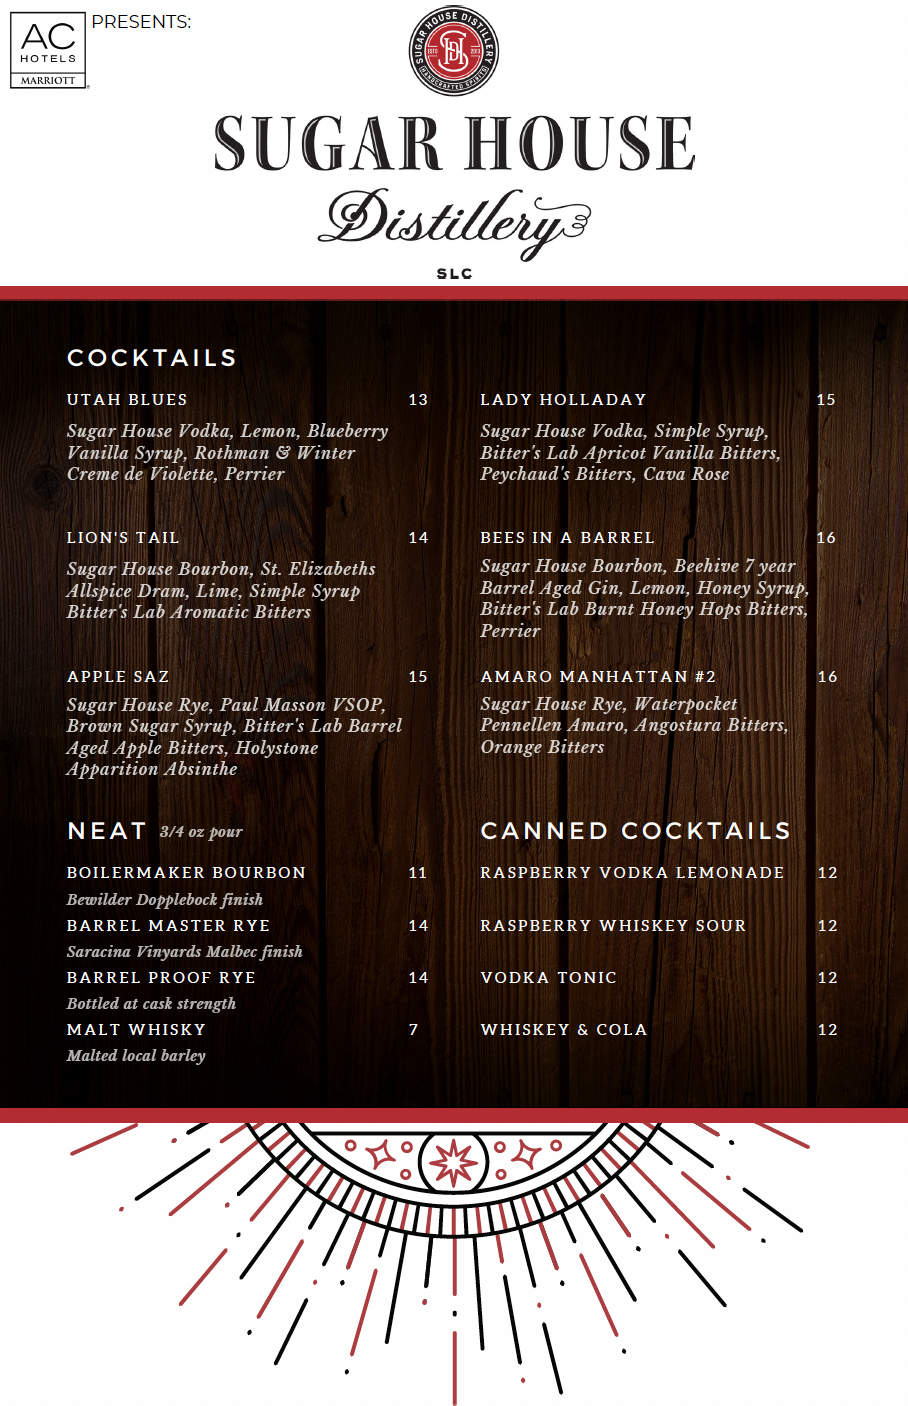 AC
HOTELS
MARRIOTT
PRESENTS:
SUGAR HOUSE DISTILLERY
ESTD 2013
SHD
HANDCRAFTED SPIRITS
SUGAR HOUSE
Distillery
SLC
COCKTAILS
UTAH BLUES 13
Sugar House Vodka, Lemon, Blueberry
Vanilla Syrup, Rothman & Winter
Creme de Violette, Perrier
LION'S TAIL 14
Sugar House Bourbon, St. Elizabeths
Allspice Dram, Lime, Simple Syrup
Bitter's Lab Aromatic Bitters
APPLE SAZ 15
Sugar House Rye, Paul Masson VSOP,
Brown Sugar Syrup, Bitter's Lab Barrel
Aged Apple Bitters, Holystone
Apparition Absinthe
LADY HOLLADAY 15
Sugar House Vodka, Simple Syrup,
Bitter's Lab Apricot Vanilla Bitters,
Peychaud's Bitters, Cava Rose
BEES IN A BARREL 16
Sugar House Bourbon, Beehive 7 year
Barrel Aged Gin, Lemon, Honey Syrup,
Bitter's Lab Burnt Honey Hops Bitters,
Perrier
AMARO MANHATTAN #2 16
Sugar House Rye, Waterpocket
Pennellen Amaro, Angostura Bitters,
Orange Bitters
NEAT 3/4 oz pour
BOILERMAKER BOURBON 11
Bewilder Dopplebock finish
BARREL MASTER RYE 14
Saracina Vinyards Malbec finish
BARREL PROOF RYE 14
Bottled at cask strength
MALT WHISKY 7
Malted local barley
CANNED COCKTAILS
RASPBERRY VODKA LEMONADE 12
RASPBERRY WHISKEY SOUR 12
VODKA TONIC 12
WHISKEY & COLA 12